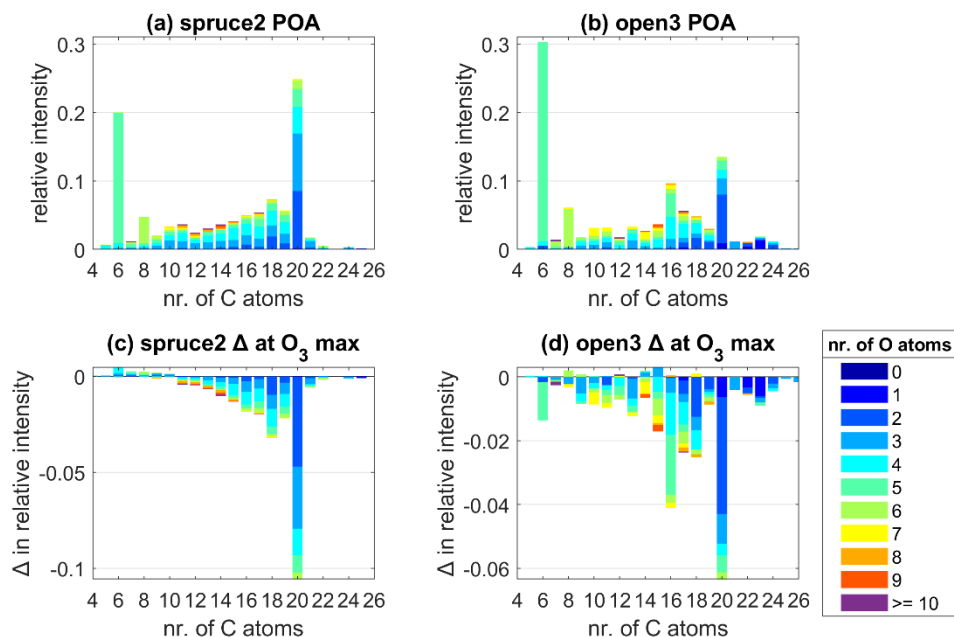 (a) spruce2 POA
(b) open3 POA
0.3
0.2
0.1
0
relative intensity
4 6 8 10 12 14 16 18 20 22 24 26
nr. of C atoms
0.3
0.2
0.1
0
relative intensity
4 6 8 10 12 14 16 18 20 22 24 26
nr. of C atoms
(c) spruce2 Δ at O₃ max
(d) open3 Δ at O₃ max
0
-0.05
-0.1
Δ in relative intensity
4 6 8 10 12 14 16 18 20 22 24 26
nr. of C atoms
0
-0.02
-0.04
-0.06
Δ in relative intensity
4 6 8 10 12 14 16 18 20 22 24 26
nr. of C atoms
nr. of O atoms
0
1
2
3
4
5
6
7
8
9
>= 10